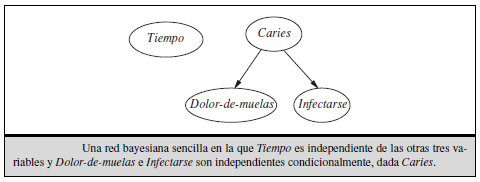 Tiempo
Caries
Dolor-de-muelas
Infectarse
Una red bayesiana sencilla en la que Tiempo es independiente de las otras tres va-
riables y Dolor-de-muelas e Infectarse son independientes condicionalmente, dada Caries.